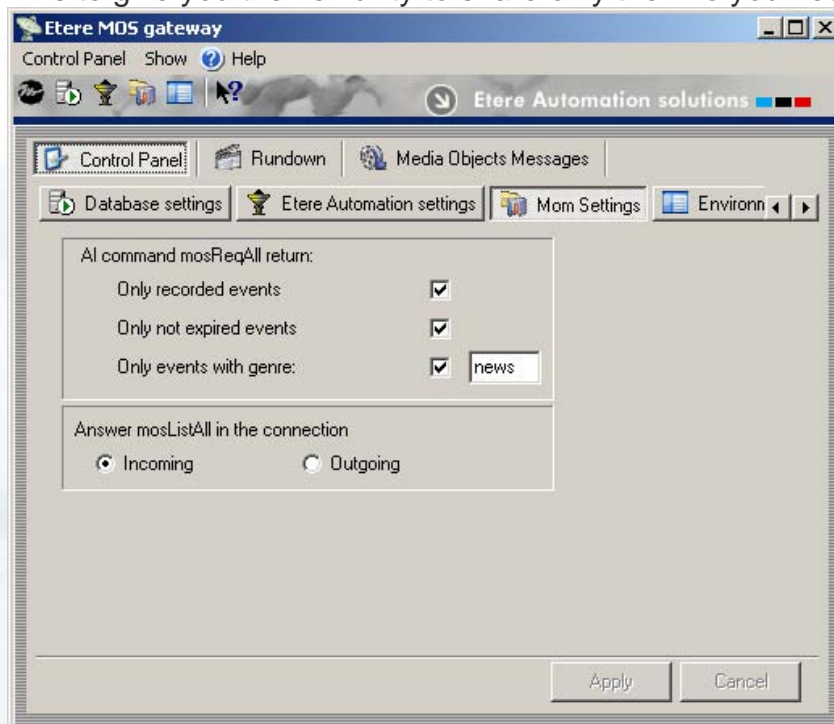 Etere MOS gateway
Control Panel Show Help
Etere Automation solutions
Control Panel Rundown Media Objects Messages
Database settings Etere Automation settings Mom Settings Environn
Al command mosReqAll return:
Only recorded events
Only not expired events
Only events with genre: news
Answer mosListAll in the connection
Incoming Outgoing
Apply Cancel